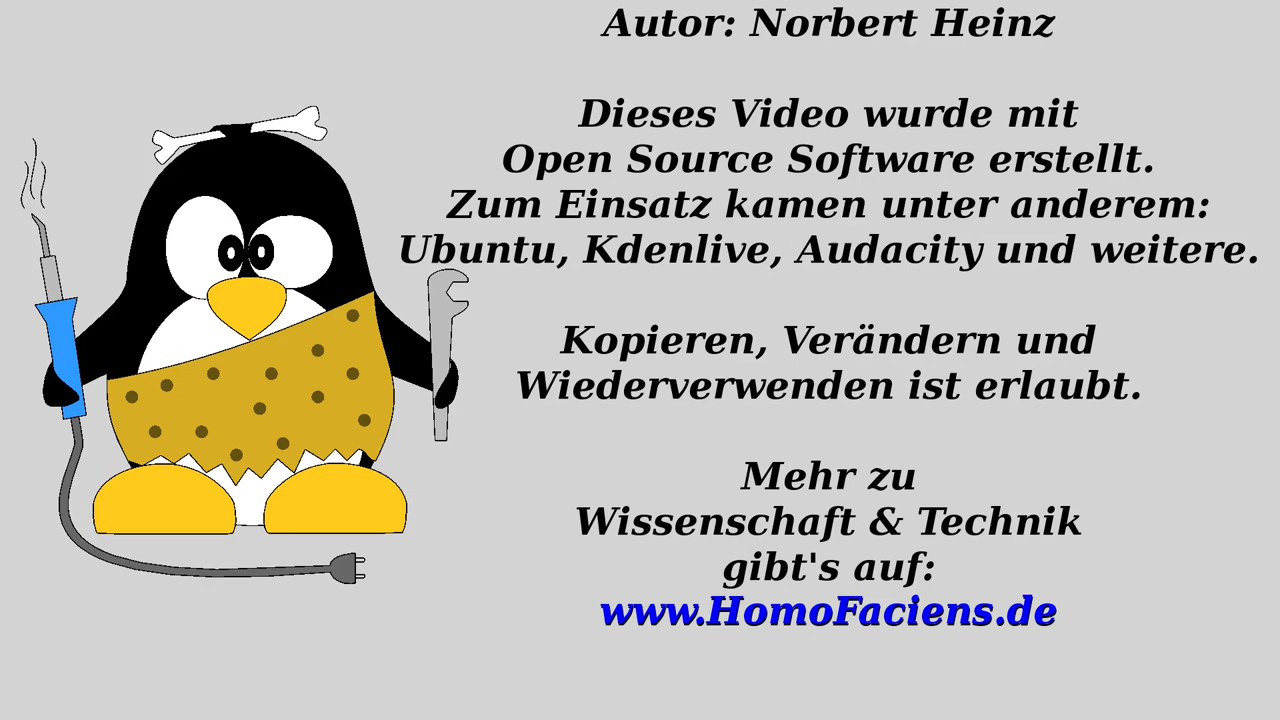 Autor: Norbert Heinz
Dieses Video wurde mit
Open Source Software erstellt.
Zum Einsatz kamen unter anderem:
Ubuntu, Kdenlive, Audacity und weitere.
Kopieren, Verändern und
Wiederverwenden ist erlaubt.
Mehr zu
Wissenschaft & Technik
gibt's auf:
www.HomoFaciens.de